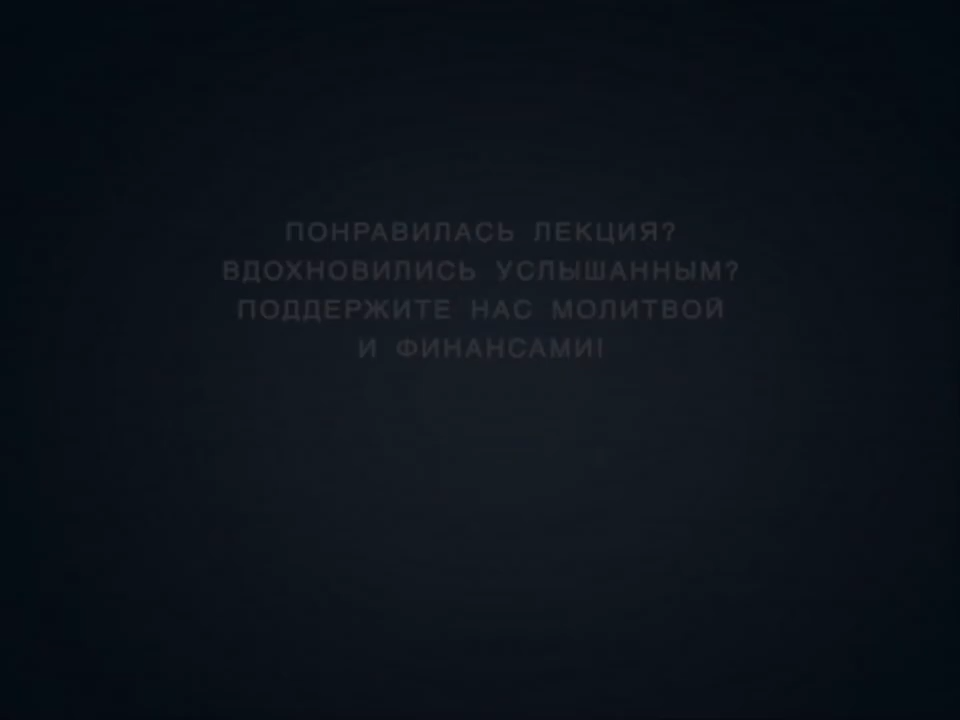 ПОНРАВИЛАСЬ ЛЕКЦИЯ?
ВДОХНОВИЛИСЬ УСЛЫШАННЫМ?
ПОДДЕРЖИТЕ НАС МОЛИТВОЙ
И ФИНАНСАМИ!